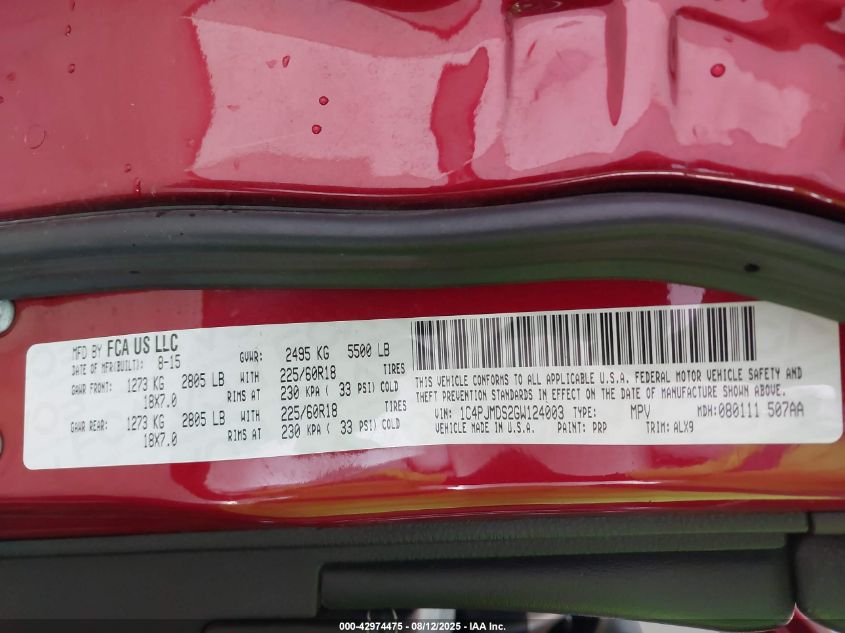 MFD BY FCA US LLC
DATE OF MFR(BUILT): 8-15 GVWR: 2495 KG 5500 LB
GAWR FRONT: 1273 KG 2805 LB WITH 225/60R18 TIRES
18X7.0 RIMS AT 230 KPA ( 33 PSI) COLD
GAWR REAR: 1273 KG 2805 LB WITH 225/60R18 TIRES
18X7.0 RIMS AT 230 KPA ( 33 PSI) COLD
THIS VEHICLE CONFORMS TO ALL APPLICABLE U.S.A. FEDERAL MOTOR VEHICLE SAFETY AND
THEFT PREVENTION STANDARDS IN EFFECT ON THE DATE OF MANUFACTURE SHOWN ABOVE.
VIN: 1C4PJMDS2GW124003 TYPE: MPV MDH: 080111 507AA
VEHICLE MADE IN U.S.A. PAINT: PRP TRIM: ALX9
000-42974475 - 08/12/2025 - IAA Inc.